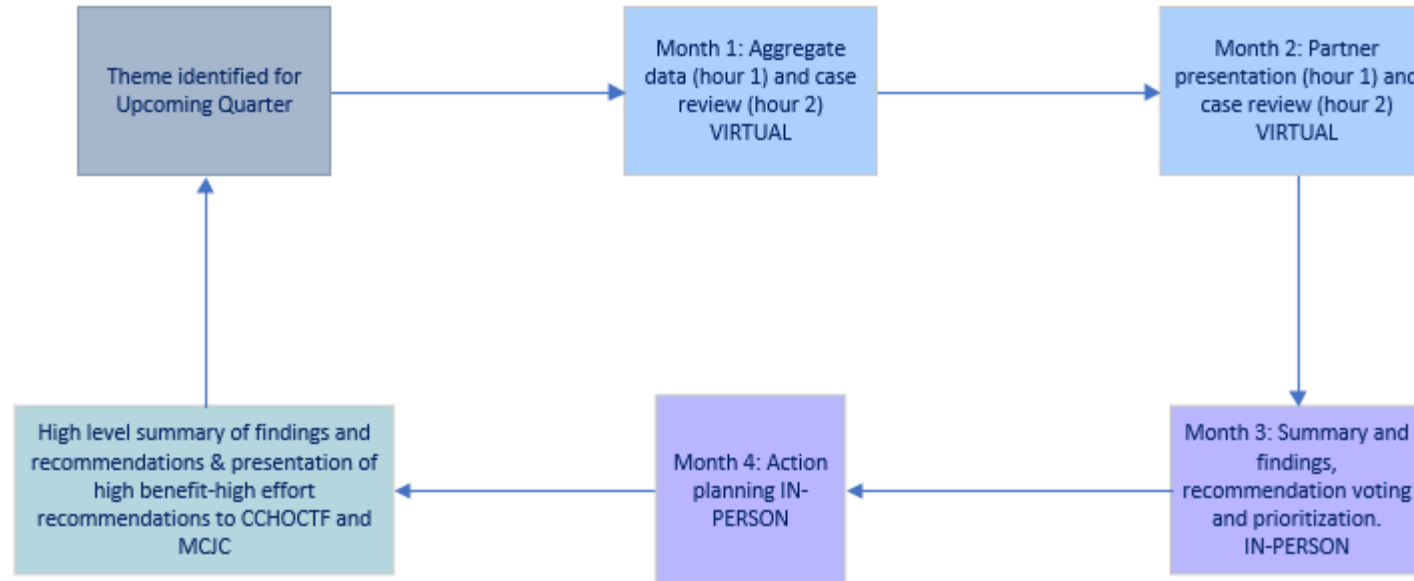 Theme identified for
Upcoming Quarter
Month 1: Aggregate
data (hour 1) and case
review (hour 2)
VIRTUAL
Month 2: Partner
presentation (hour 1) and
case review (hour 2)
VIRTUAL
High level summary of findings and
recommendations & presentation of
high benefit-high effort
recommendations to CCHOCTF and
MCJC
Month 4: Action
planning IN-
PERSON
Month 3: Summary and
findings,
recommendation voting
and prioritization.
IN-PERSON